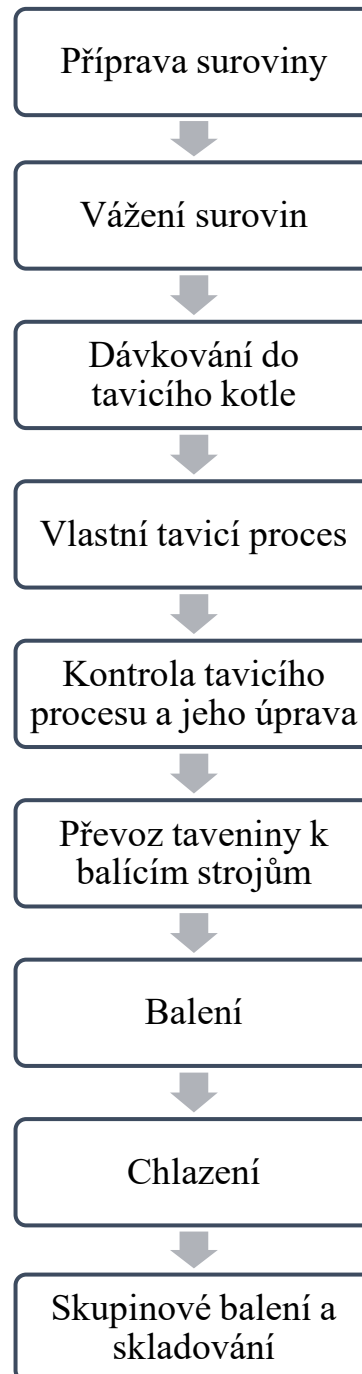 Příprava suroviny
Vážení surovin
Dávkování do
tavicího kotle
Vlastní tavicí proces
Kontrola tavicího
procesu a jeho úprava
Převoz taveniny k
balícím strojům
Balení
Chlazení
Skupinové balení a
skladování